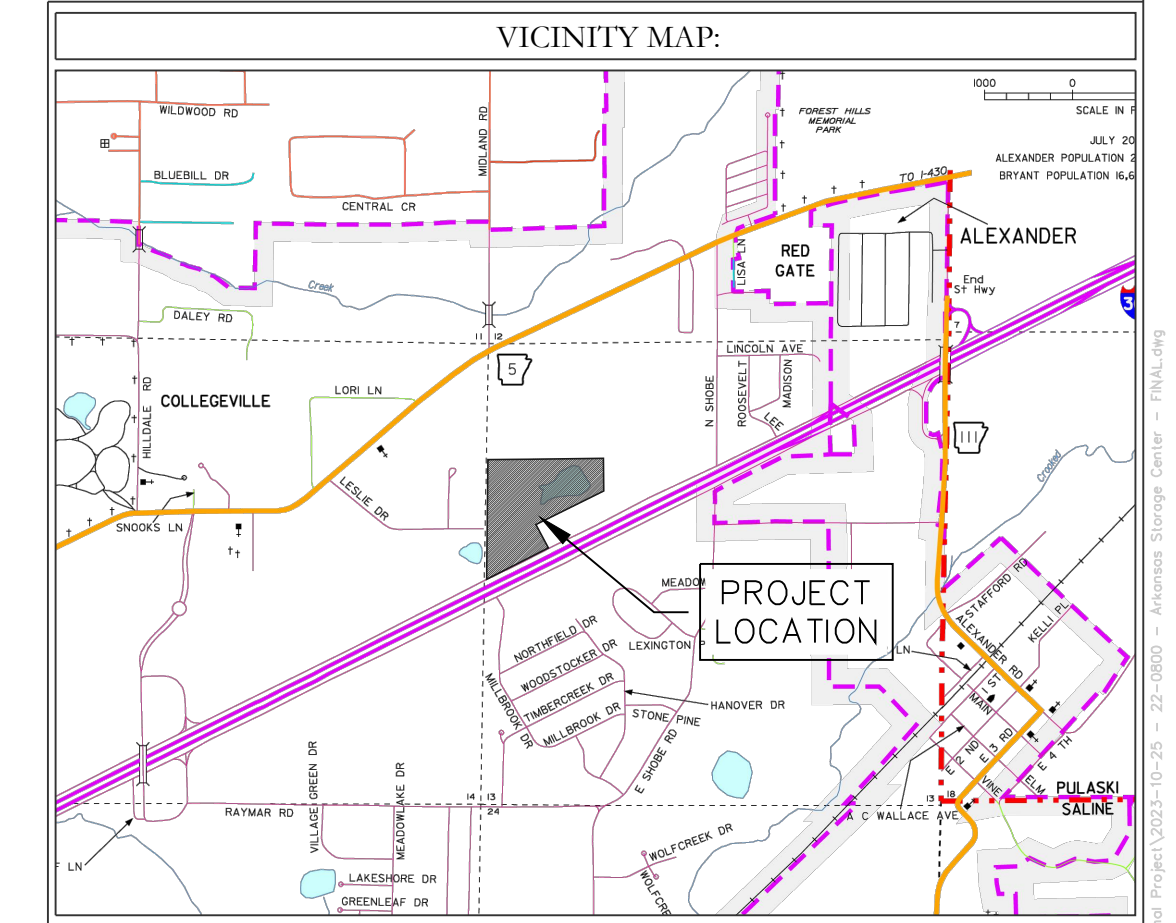 VICINITY MAP:
1000 0
SCALE IN F
JULY 20
ALEXANDER POPULATION 2
BRYANT POPULATION 16,6
FOREST HILLS
MEMORIAL
PARK
WILDWOOD RD
MIDLAND RD
BLUEBILL DR
CENTRAL CR
TO I-430
ALEXANDER
LISA LN
RED
GATE
End
St Hwy
Creek
DALEY RD
11 12
7
5
LINCOLN AVE
N SHOBE
ROOSEVELT
MADISON
LEE
LORI LN
COLLEGEVILLE
HILLDALE RD
111
Crooked
LESLIE DR
SNOOKS LN
PROJECT
LOCATION
MEADOW
LEXINGTON P
NORTHFIELD DR
WOODSTOCKER DR
TIMBERCREEK DR
MILLBROOK DR
MILLBROOK DR
HANOVER DR
STONE PINE
E SHOBE RD
STAFFORD RD
KELLI PL
ALEXANDER RD
LN
1 ST
MAIN
E 2 ND
E 3 RD
E 4 TH
VINE
ELM
PULASKI
SALINE
13 18
A C WALLACE AVE
14 13
24
RAYMAR RD
VILLAGE GREEN DR
MEADOWLAKE DR
F LN
LAKESHORE DR
GREENLEAF DR
WOLFCREEK DR
WOLFCRE
nal Project\2023-10-25 - 22-0800 - Arkansas Storage Center - FINAL.dwg